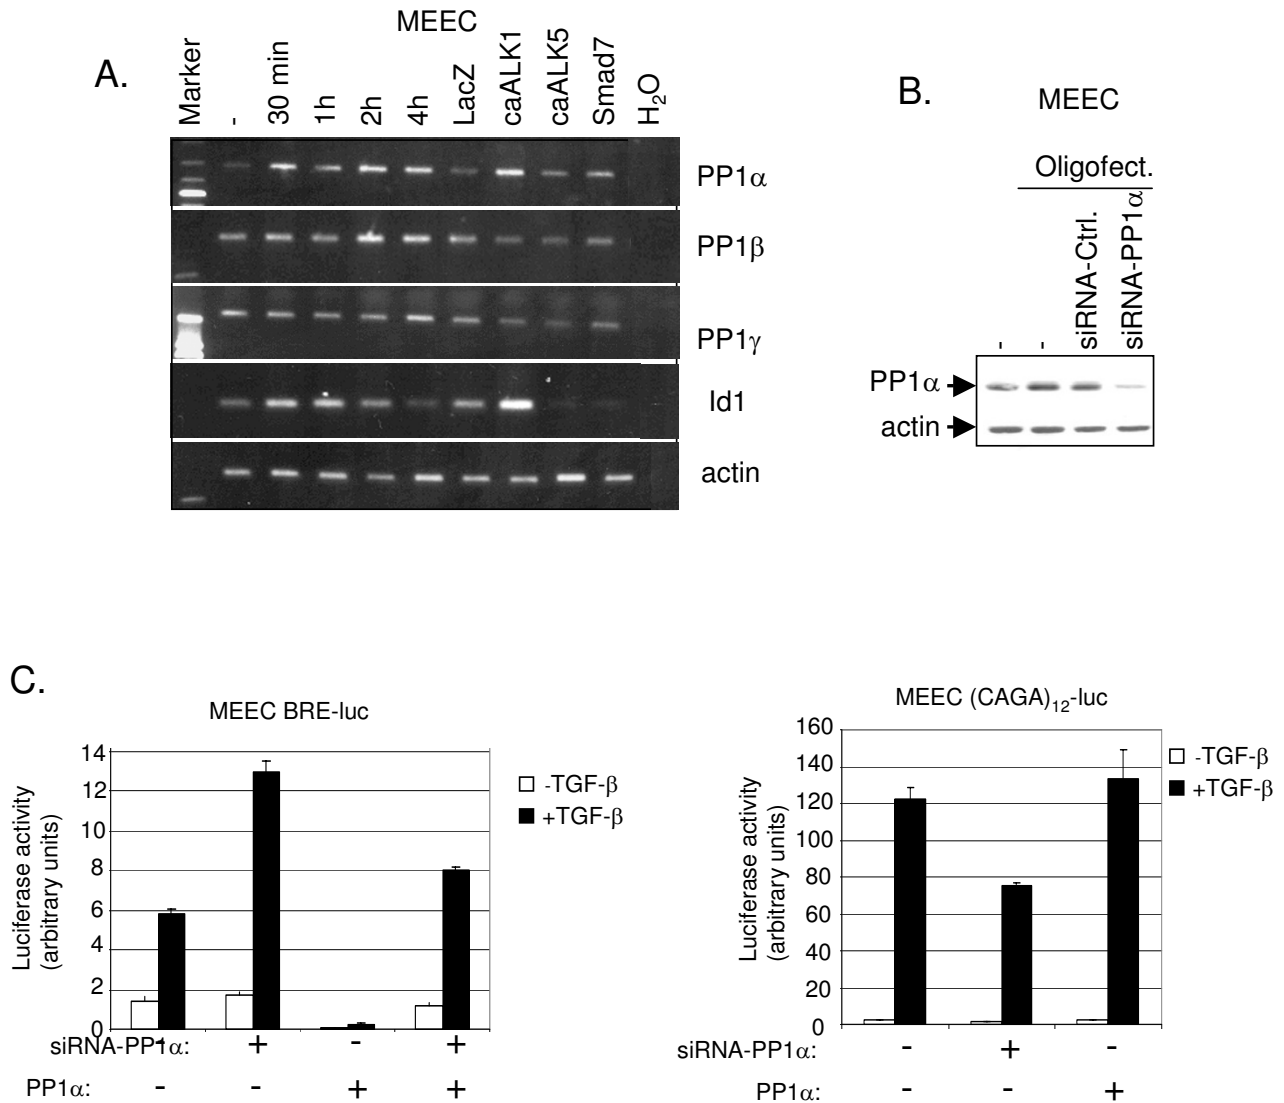 A.
MEEC
Marker - 30 min 1h 2h 4h LacZ caALK1 caALK5 Smad7 H₂O
PP1α
PP1β
PP1γ
Id1
actin
B.
MEEC
Oligofect.
- - siRNA-Ctrl. siRNA-PP1α
PP1α
actin
C.
MEEC BRE-luc
Luciferase activity
(arbitrary units)
14
12
10
8
6
4
2
0
-TGF-β
+TGF-β
siRNA-PP1α: - + - +
PP1α: - - + +
MEEC (CAGA)₁₂-luc
Luciferase activity
(arbitrary units)
160
140
120
100
80
60
40
20
0
-TGF-β
+TGF-β
siRNA-PP1α: - + -
PP1α: - - +